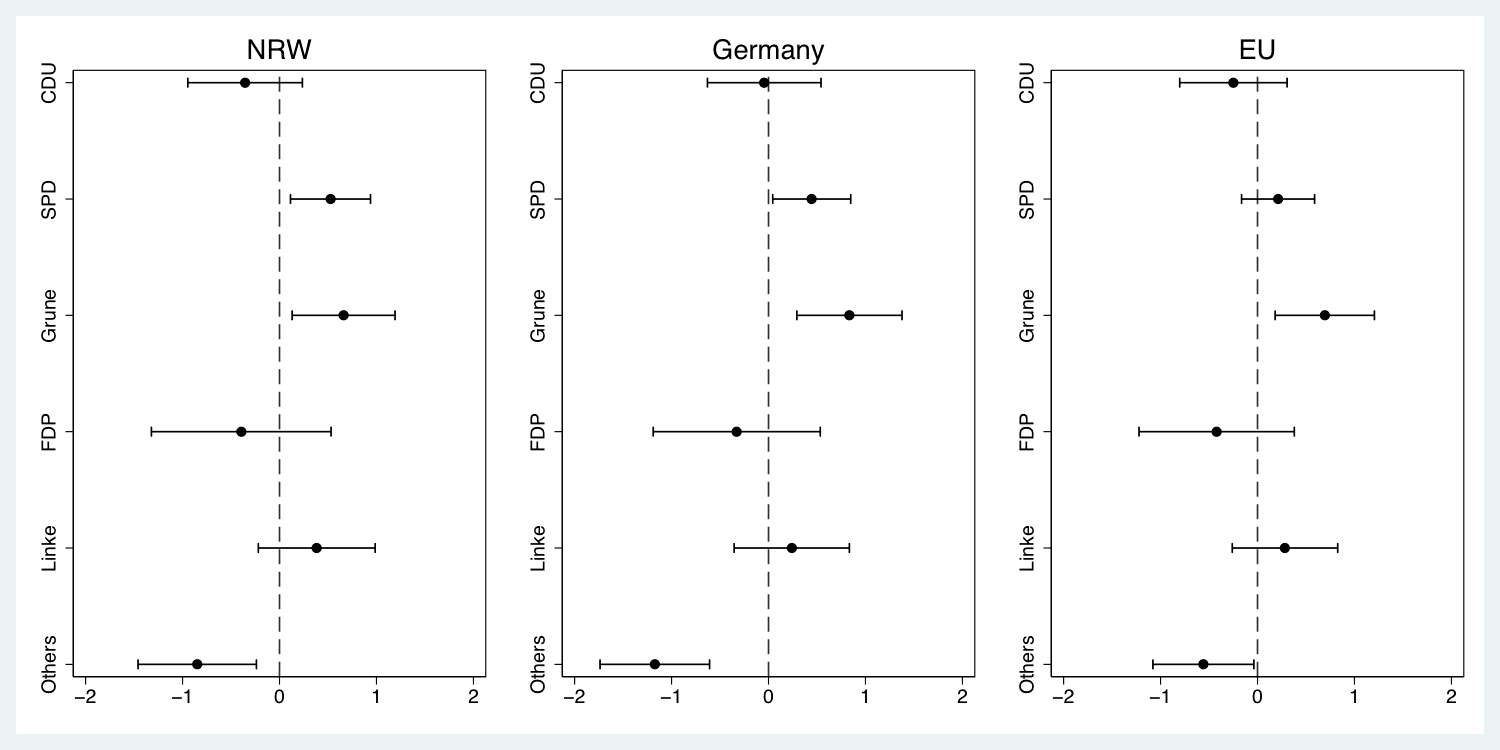 NRW
CDU
SPD
Grune
FDP
Linke
Others
−2 −1 0 1 2
Germany
CDU
SPD
Grune
FDP
Linke
Others
−2 −1 0 1 2
EU
CDU
SPD
Grune
FDP
Linke
Others
−2 −1 0 1 2